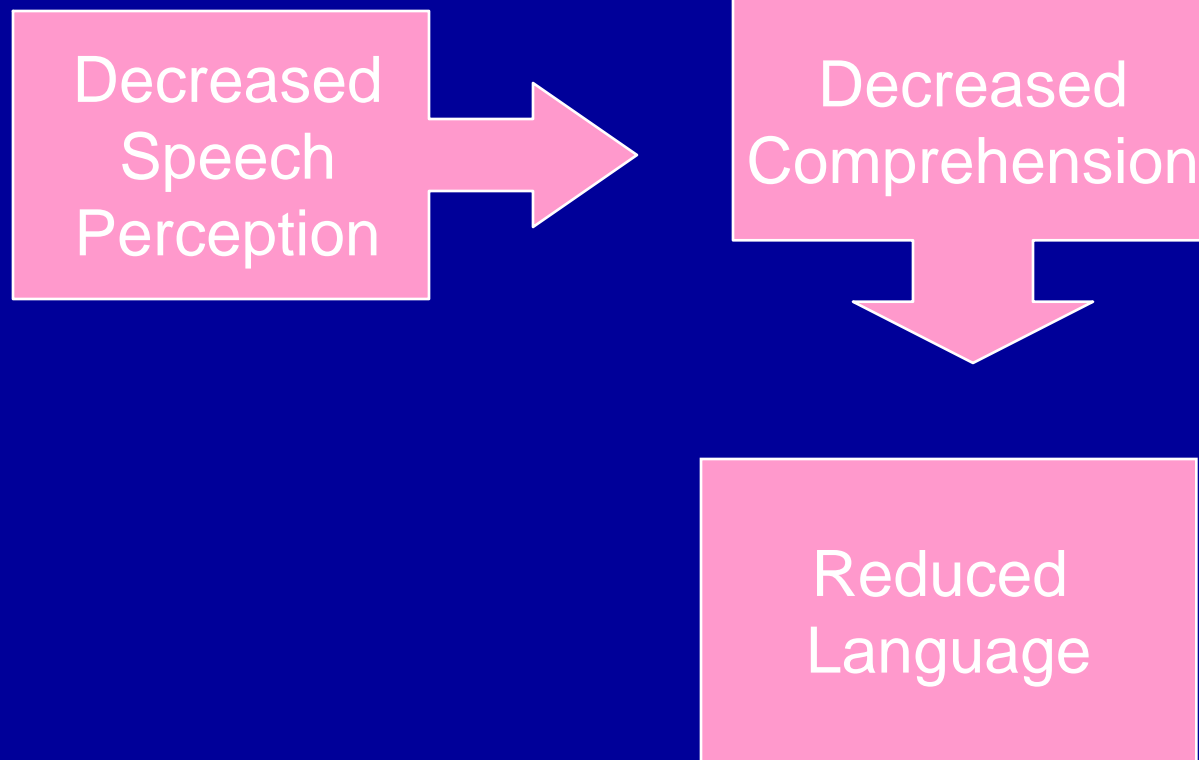 Decreased
Speech
Perception
Decreased
Comprehension
Reduced
Language